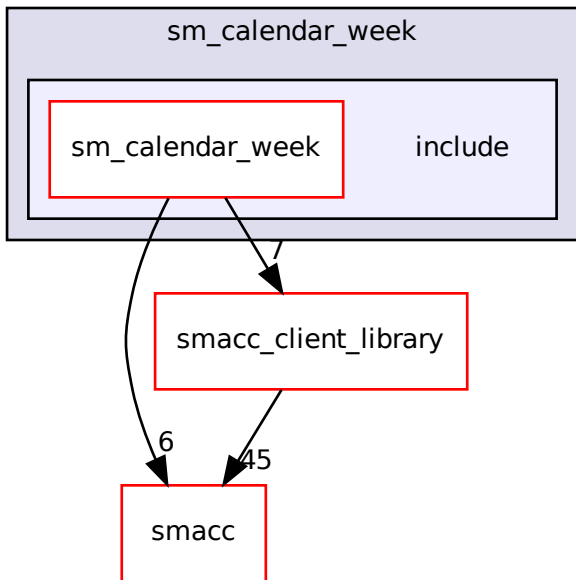 sm_calendar_week
sm_calendar_week
include
7
smacc_client_library
6
45
smacc